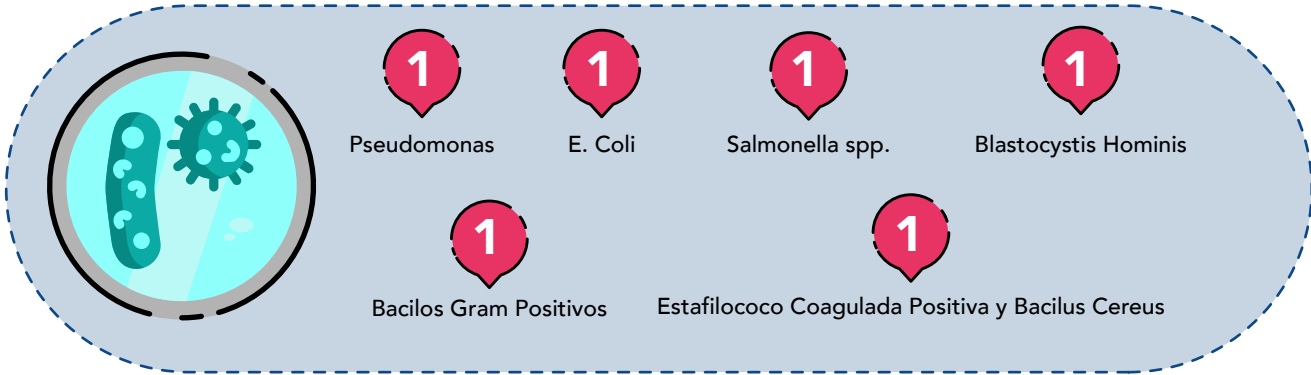 1 1 1 1
Pseudomonas E. Coli Salmonella spp. Blastocystis Hominis
1 1
Bacilos Gram Positivos Estafilococo Coagulada Positiva y Bacilus Cereus